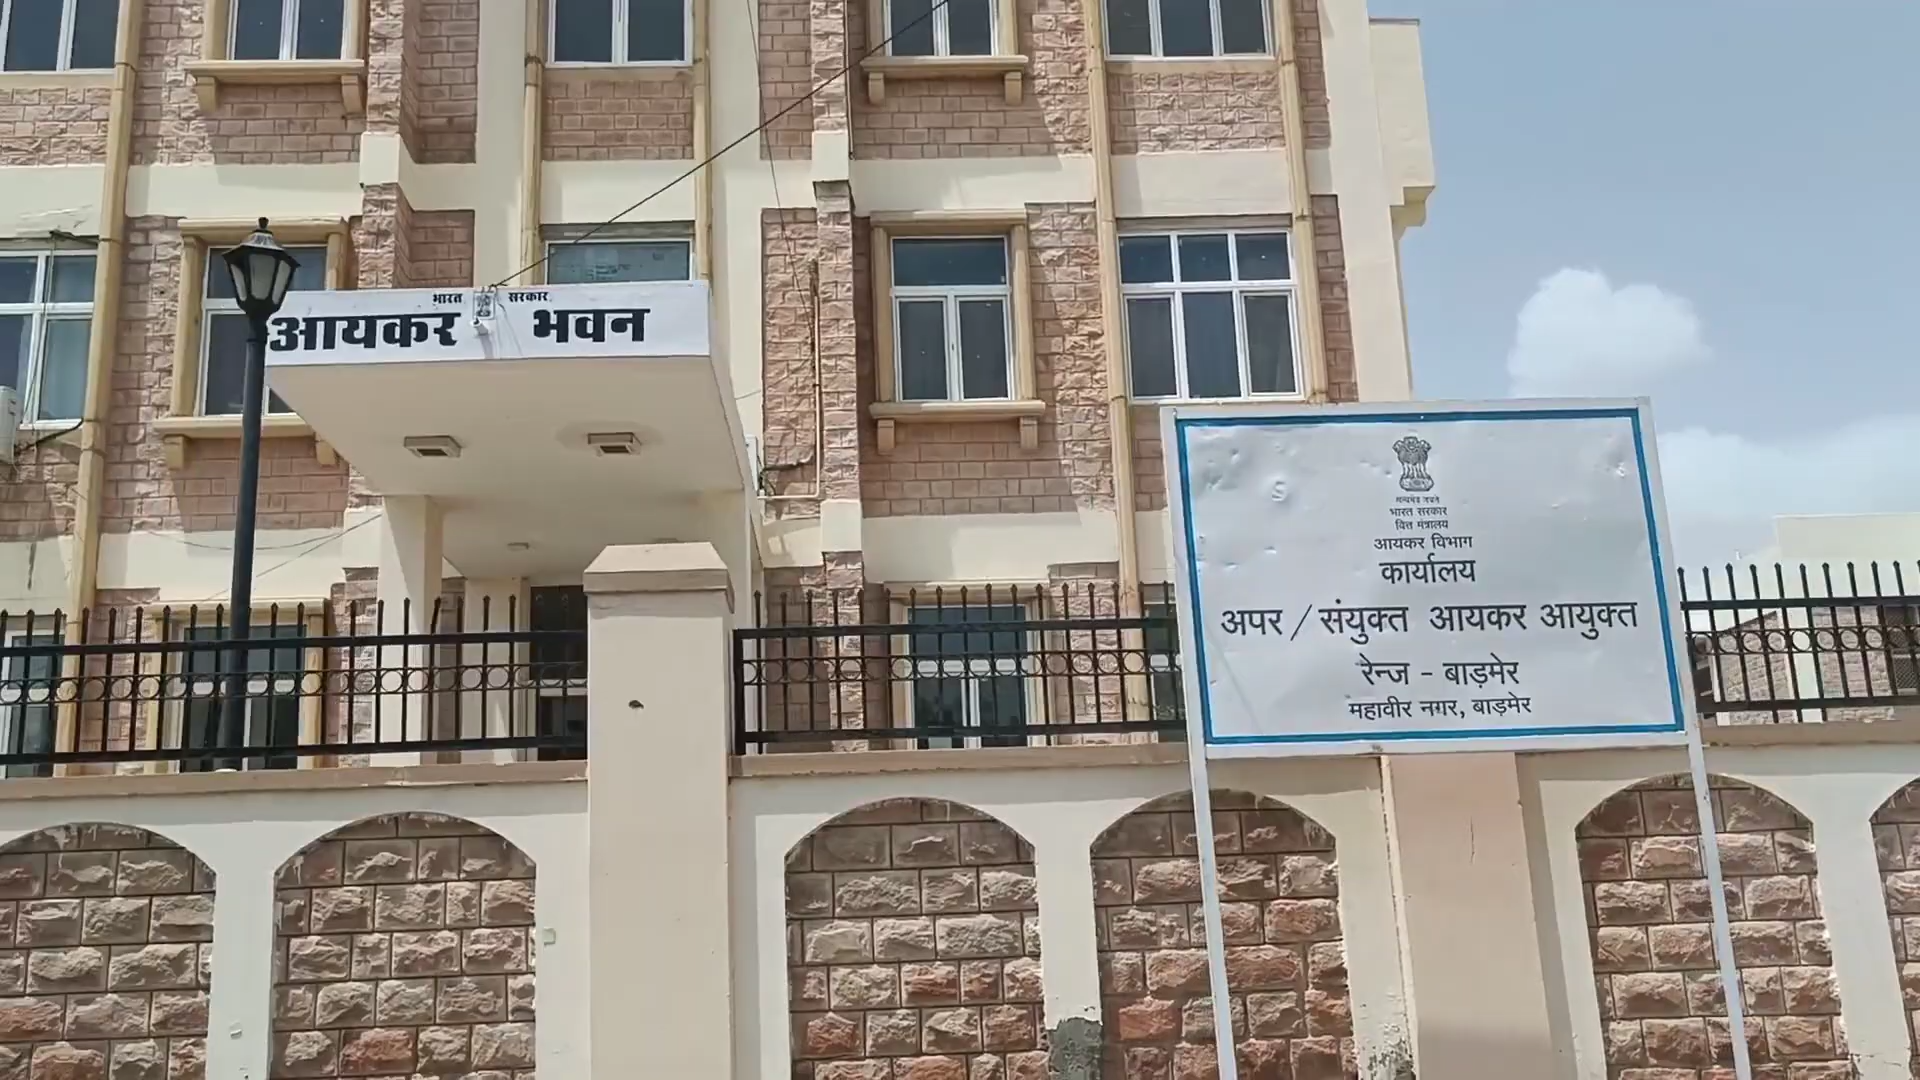 भारत सरकार
आयकर भवन
सत्यमेव जयते
भारत सरकार
वित्त मंत्रालय
आयकर विभाग
कार्यालय
अपर / संयुक्त आयकर आयुक्त
रेन्ज - बाड़मेर
महावीर नगर, बाड़मेर